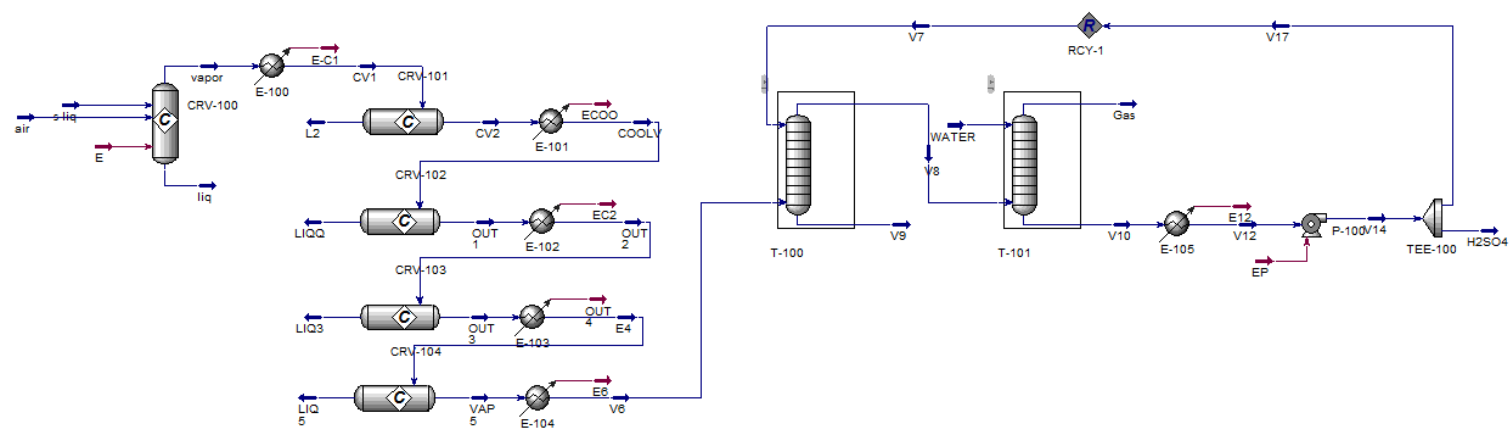 V7
RCY-1
V17
vapor
E-C1
CV1
CRV-101
E-100
CRV-100
C
air
s liq
E
liq
C
L2
CV2
ECOO
COOLV
E-101
CRV-102
C
LIQQ
OUT
1
EC2
OUT
2
E-102
CRV-103
C
LIQ3
OUT
3
OUT
4
E4
E-103
CRV-104
C
LIQ
5
VAP
5
E6
V6
E-104
WATER
V8
Gas
V9
T-100
V10
T-101
E12
V12
E-105
EP
P-100
V14
TEE-100
H2SO4
R